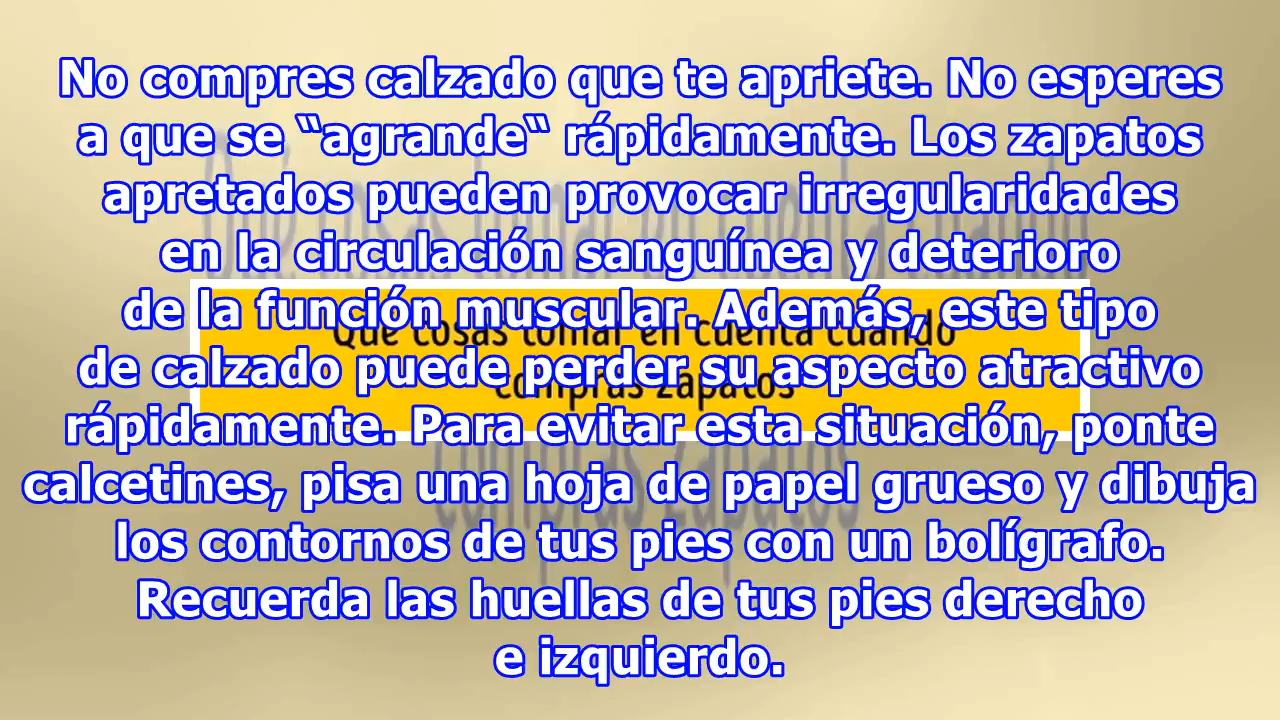 No compres calzado que te apriete. No esperes
a que se “agrande“ rápidamente. Los zapatos
apretados pueden provocar irregularidades
en la circulación sanguínea y deterioro
de la función muscular. Además, este tipo
de calzado puede perder su aspecto atractivo
rápidamente. Para evitar esta situación, ponte
calcetines, pisa una hoja de papel grueso y dibuja
los contornos de tus pies con un bolígrafo.
Recuerda las huellas de tus pies derecho
e izquierdo.
Que cosas tomar en cuenta cuando
compras zapatos